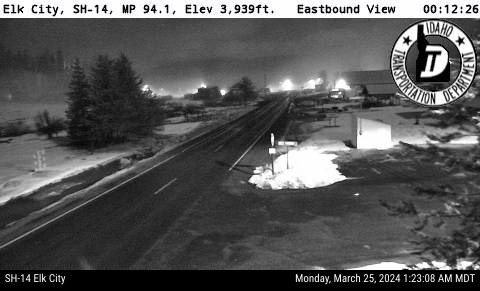 Elk City, SH-14, MP 94.1, Elev 3,939ft. Eastbound View 00:12:26
IDAHO
TRANSPORTATION DEPARTMENT
SH-14 Elk City Monday, March 25, 2024 1:23:08 AM MDT